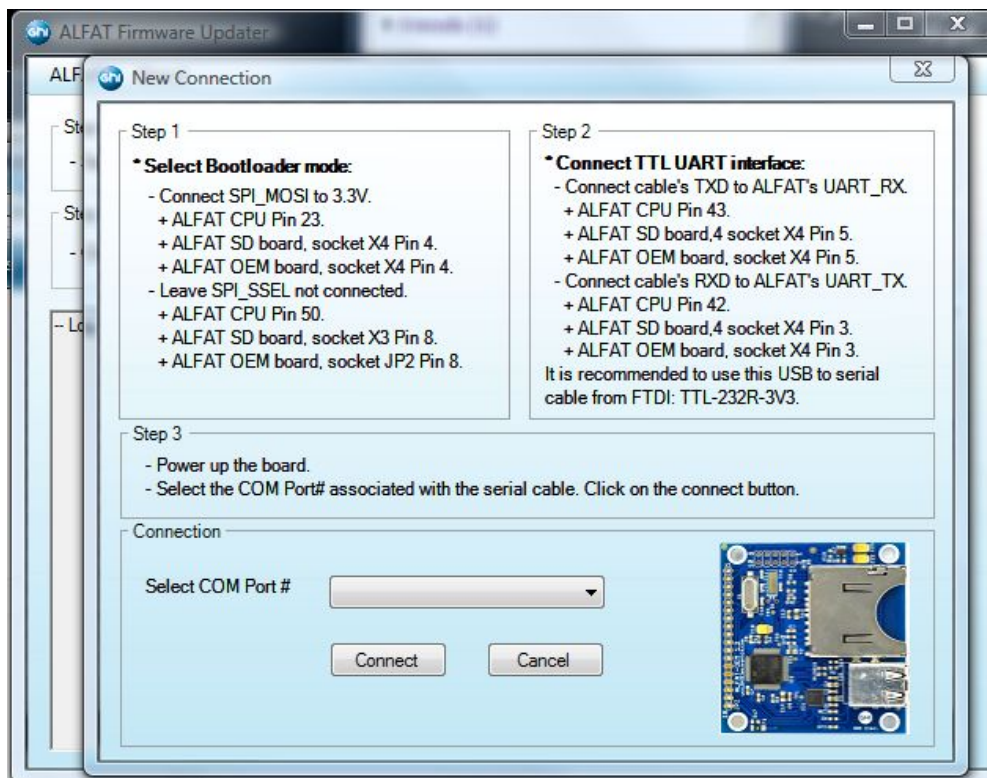 ALFAT Firmware Updater
New Connection
Step 1
* Select Bootloader mode:
- Connect SPI_MOSI to 3.3V.
+ ALFAT CPU Pin 23.
+ ALFAT SD board, socket X4 Pin 4.
+ ALFAT OEM board, socket X4 Pin 4.
- Leave SPI_SSEL not connected.
+ ALFAT CPU Pin 50.
+ ALFAT SD board, socket X3 Pin 8.
+ ALFAT OEM board, socket JP2 Pin 8.
Step 2
* Connect TTL UART interface:
- Connect cable's TXD to ALFAT's UART_RX.
+ ALFAT CPU Pin 43.
+ ALFAT SD board,4 socket X4 Pin 5.
+ ALFAT OEM board, socket X4 Pin 5.
- Connect cable's RXD to ALFAT's UART_TX.
+ ALFAT CPU Pin 42.
+ ALFAT SD board,4 socket X4 Pin 3.
+ ALFAT OEM board, socket X4 Pin 3.
It is recommended to use this USB to serial
cable from FTDI: TTL-232R-3V3.
Step 3
- Power up the board.
- Select the COM Port# associated with the serial cable. Click on the connect button.
Connection
Select COM Port #
Connect
Cancel